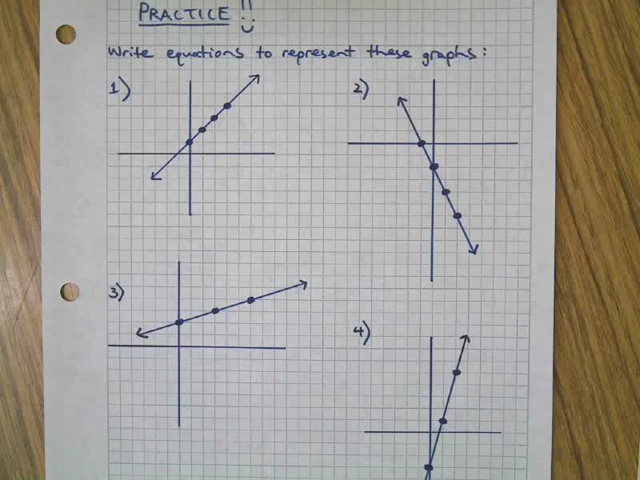 PRACTICE !!
Write equations to represent these graphs:
1)
2)
3)
4)